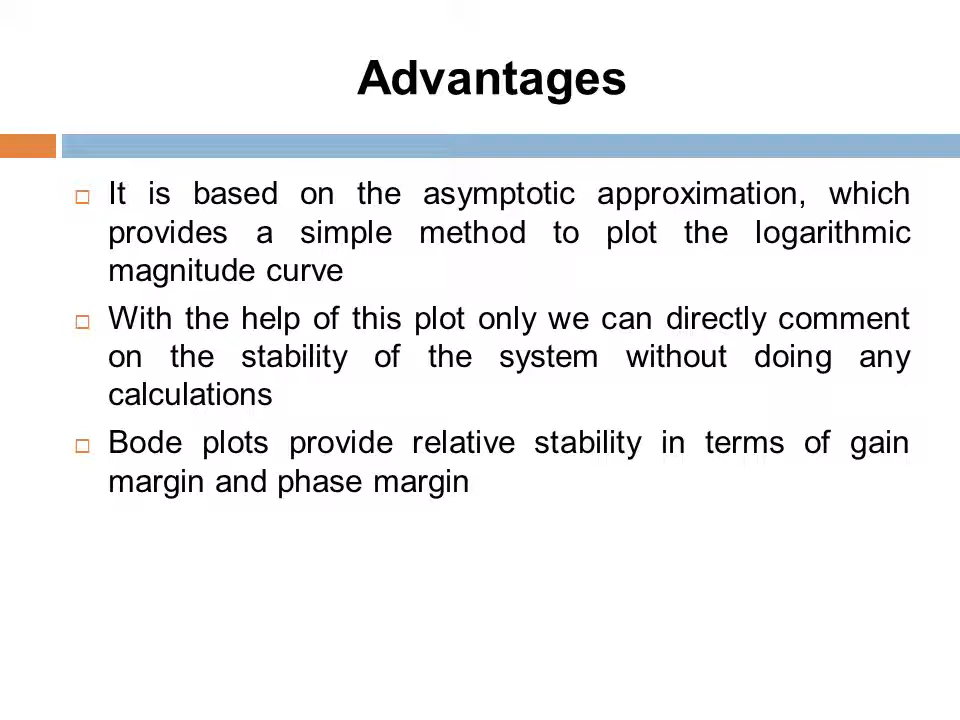 Advantages
It is based on the asymptotic approximation, which
provides a simple method to plot the logarithmic
magnitude curve
With the help of this plot only we can directly comment
on the stability of the system without doing any
calculations
Bode plots provide relative stability in terms of gain
margin and phase margin